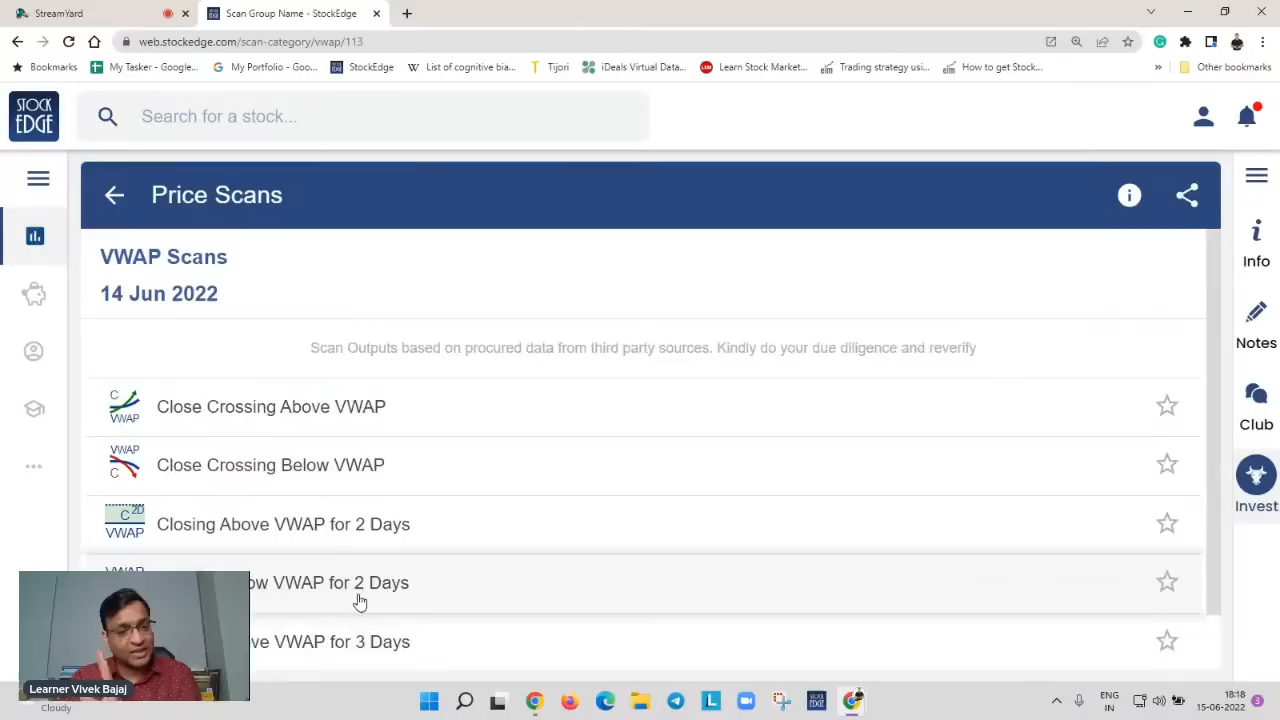 StreamYard
Scan Group Name - StockEdge
web.stockedge.com/scan-category/vwap/113
Bookmarks
My Tasker - Google...
My Portfolio - Goo...
StockEdge
List of cognitive bia...
Tijori
iDeals Virtual Data...
Learn Stock Market...
Trading strategy usi...
How to get Stock...
»
Other bookmarks
STOCK
EDGE
Search for a stock...
Price Scans
VWAP Scans
14 Jun 2022
Scan Outputs based on procured data from third party sources. Kindly do your due diligence and reverify
C
VWAP
Close Crossing Above VWAP
VWAP
C
Close Crossing Below VWAP
C 2D
VWAP
Closing Above VWAP for 2 Days
VWAP for 2 Days
VWAP for 3 Days
Info
Notes
Club
Invest
Learner Vivek Bajaj
Cloudy
ENG
IN
18:18
15-06-2022
3